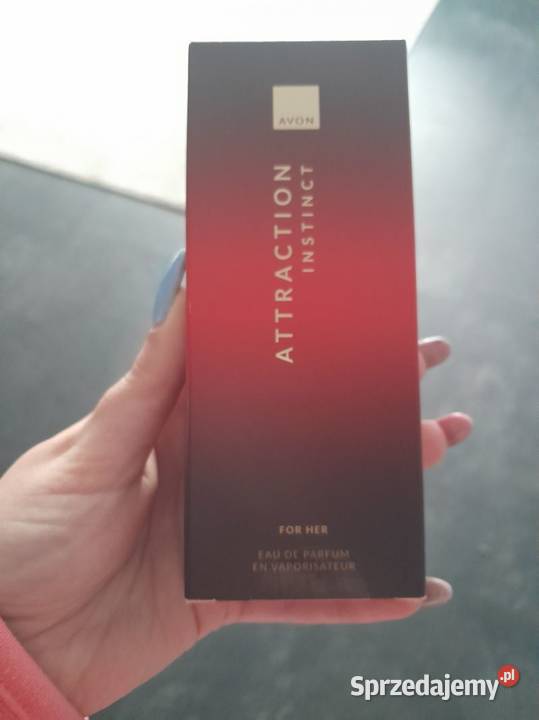 AVON
ATTRACTION
INSTINCT
FOR HER
EAU DE PARFUM
EN VAPORISATEUR
Sprzedajemy.pl